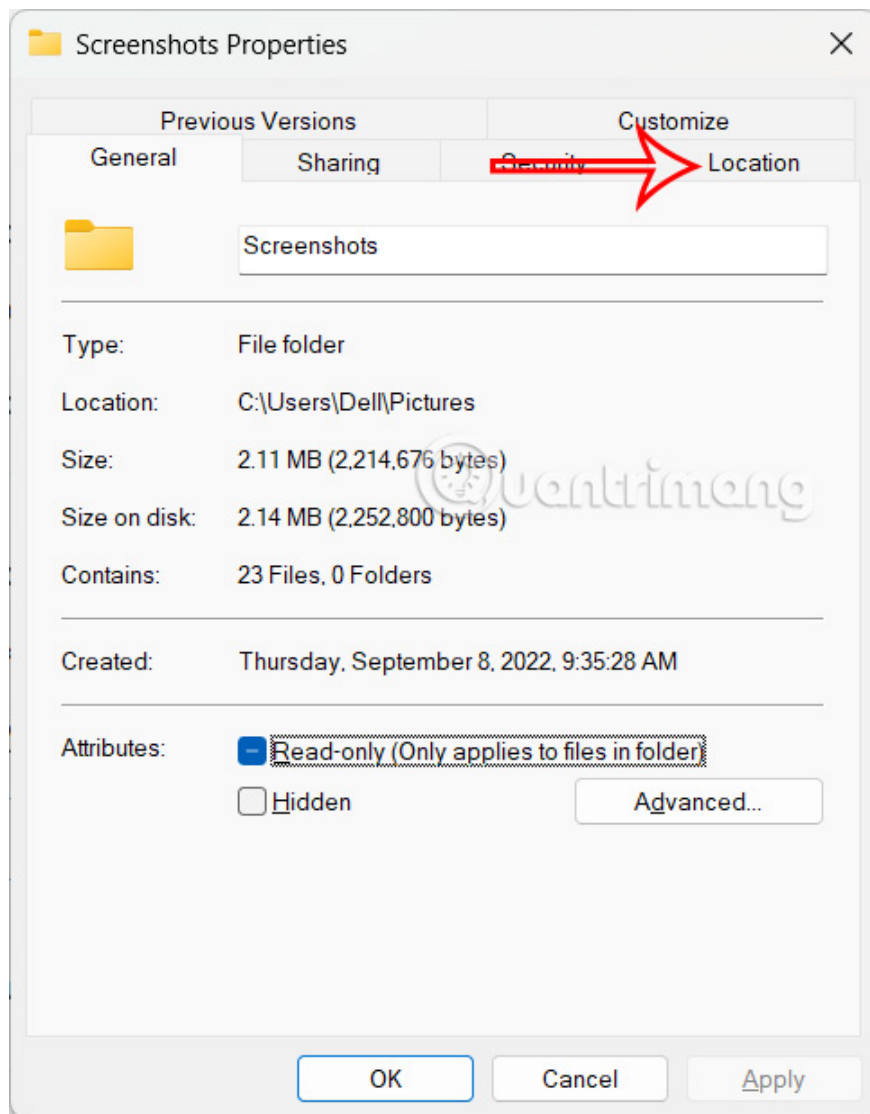 Screenshots Properties
Previous Versions Customize
General Sharing Security Location
Screenshots
Type: File folder
Location: C:\Users\Dell\Pictures
Size: 2.11 MB (2,214,676 bytes)
Size on disk: 2.14 MB (2,252,800 bytes)
Contains: 23 Files, 0 Folders
Created: Thursday, September 8, 2022, 9:35:28 AM
Attributes: Read-only (Only applies to files in folder)
Hidden Advanced...
OK Cancel Apply
Quantrimang